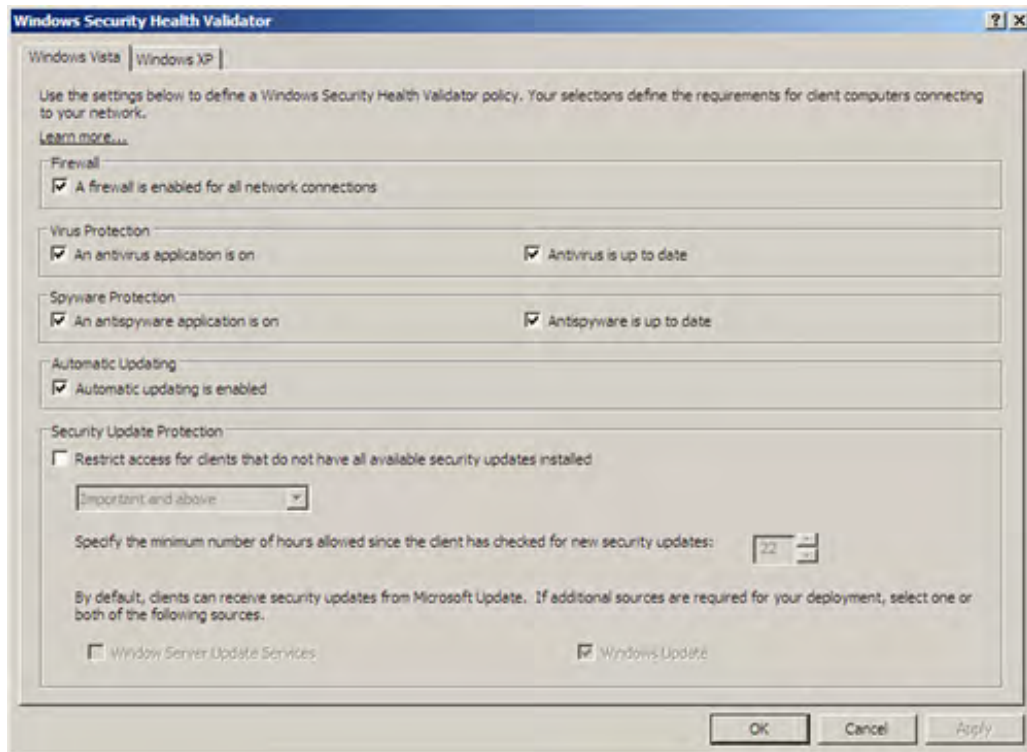 Windows Security Health Validator
Windows Vista
Windows XP
Use the settings below to define a Windows Security Health Validator policy. Your selections define the requirements for client computers connecting
to your network.
Learn more...
Firewall
A firewall is enabled for all network connections
Virus Protection
An antivirus application is on
Antivirus is up to date
Spyware Protection
An antispyware application is on
Antispyware is up to date
Automatic Updating
Automatic updating is enabled
Security Update Protection
Restrict access for clients that do not have all available security updates installed
Important and above
Specify the minimum number of hours allowed since the client has checked for new security updates:
22
By default, clients can receive security updates from Microsoft Update. If additional sources are required for your deployment, select one or
both of the following sources.
Window Server Update Services
Windows Update
OK
Cancel
Apply